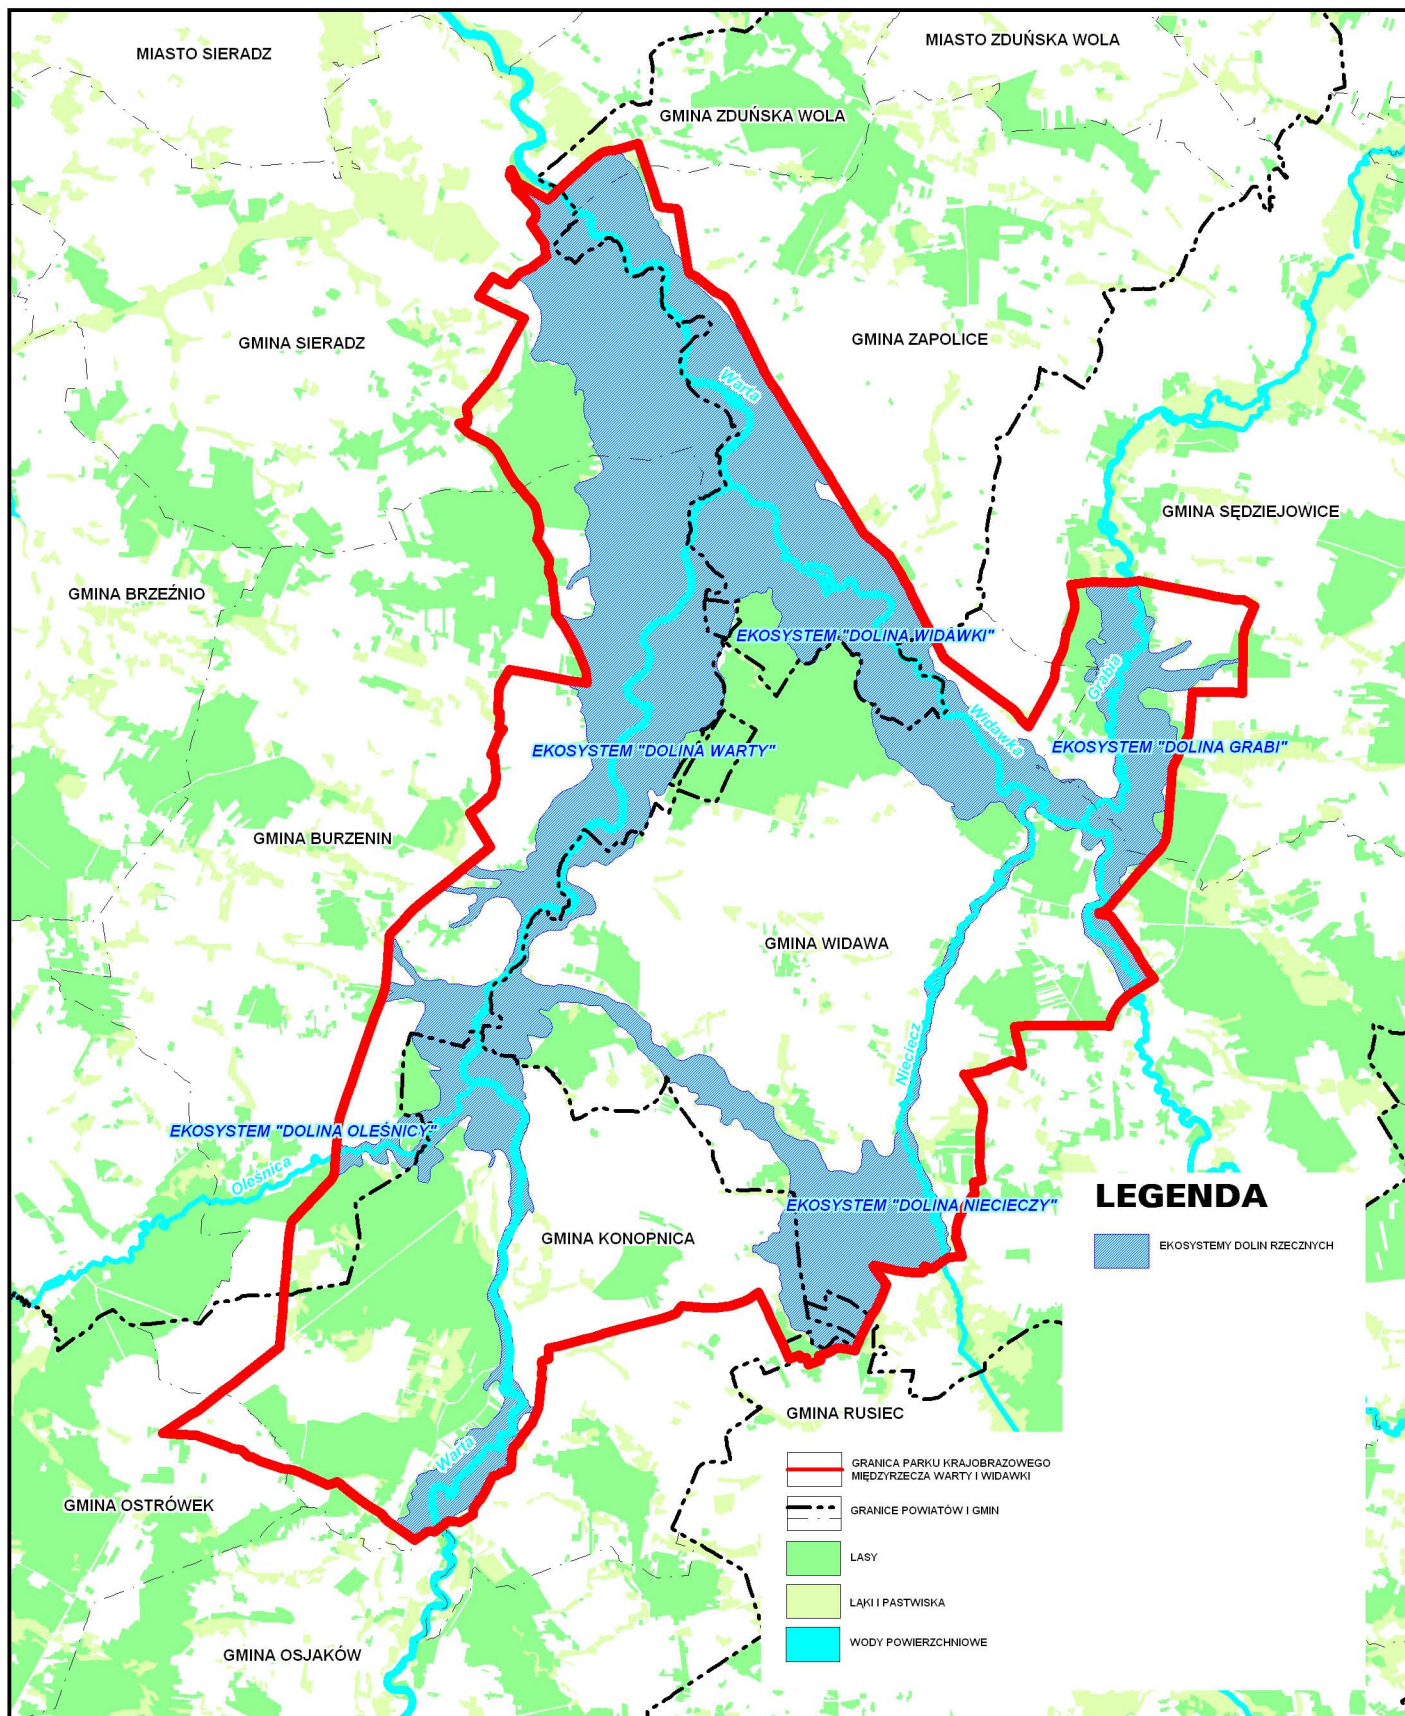 MIASTO SIERADZ
MIASTO ZDUŃSKA WOLA
GMINA ZDUŃSKA WOLA
GMINA SIERADZ
GMINA ZAPOLICE
Warta
GMINA SĘDZIEJOWICE
GMINA BRZEŹNIO
EKOSYSTEM "DOLINA WIDAWKI"
Grabia
Widawka
EKOSYSTEM "DOLINA WARTY"
EKOSYSTEM "DOLINA GRABI"
GMINA BURZENIN
GMINA WIDAWA
Nieciecz
EKOSYSTEM "DOLINA OLEŚNICY"
Oleśnica
EKOSYSTEM "DOLINA NIECIECZY"
GMINA KONOPNICA
LEGENDA
EKOSYSTEMY DOLIN RZECZNYCH
GMINA RUSIEC
Warta
GMINA OSTRÓWEK
GRANICA PARKU KRAJOBRAZOWEGO
MIĘDZYRZECZA WARTY I WIDAWKI
GRANICE POWIATÓW I GMIN
LASY
ŁĄKI I PASTWISKA
WODY POWIERZCHNIOWE
GMINA OSJAKÓW